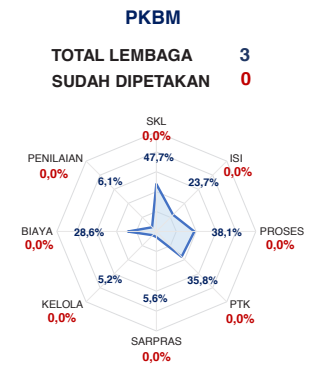 PKBM
TOTAL LEMBAGA 3
SUDAH DIPETAKAN 0
SKL
0,0%
47,7%
PENILAIAN
0,0%
6,1%
ISI
0,0%
23,7%
BIAYA
0,0%
28,6%
38,1%
PROSES
0,0%
5,2%
35,8%
KELOLA
0,0%
5,6%
PTK
0,0%
SARPRAS
0,0%